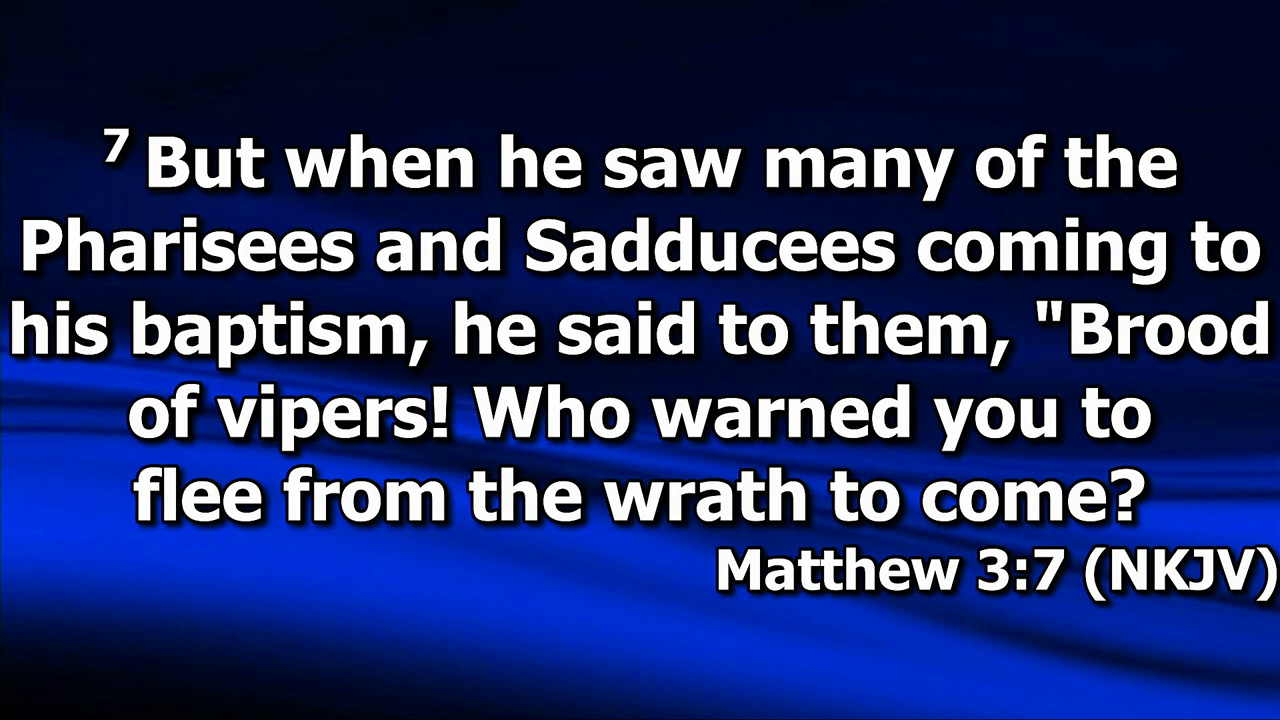 7 But when he saw many of the
Pharisees and Sadducees coming to
his baptism, he said to them, "Brood
of vipers! Who warned you to
flee from the wrath to come?
Matthew 3:7 (NKJV)